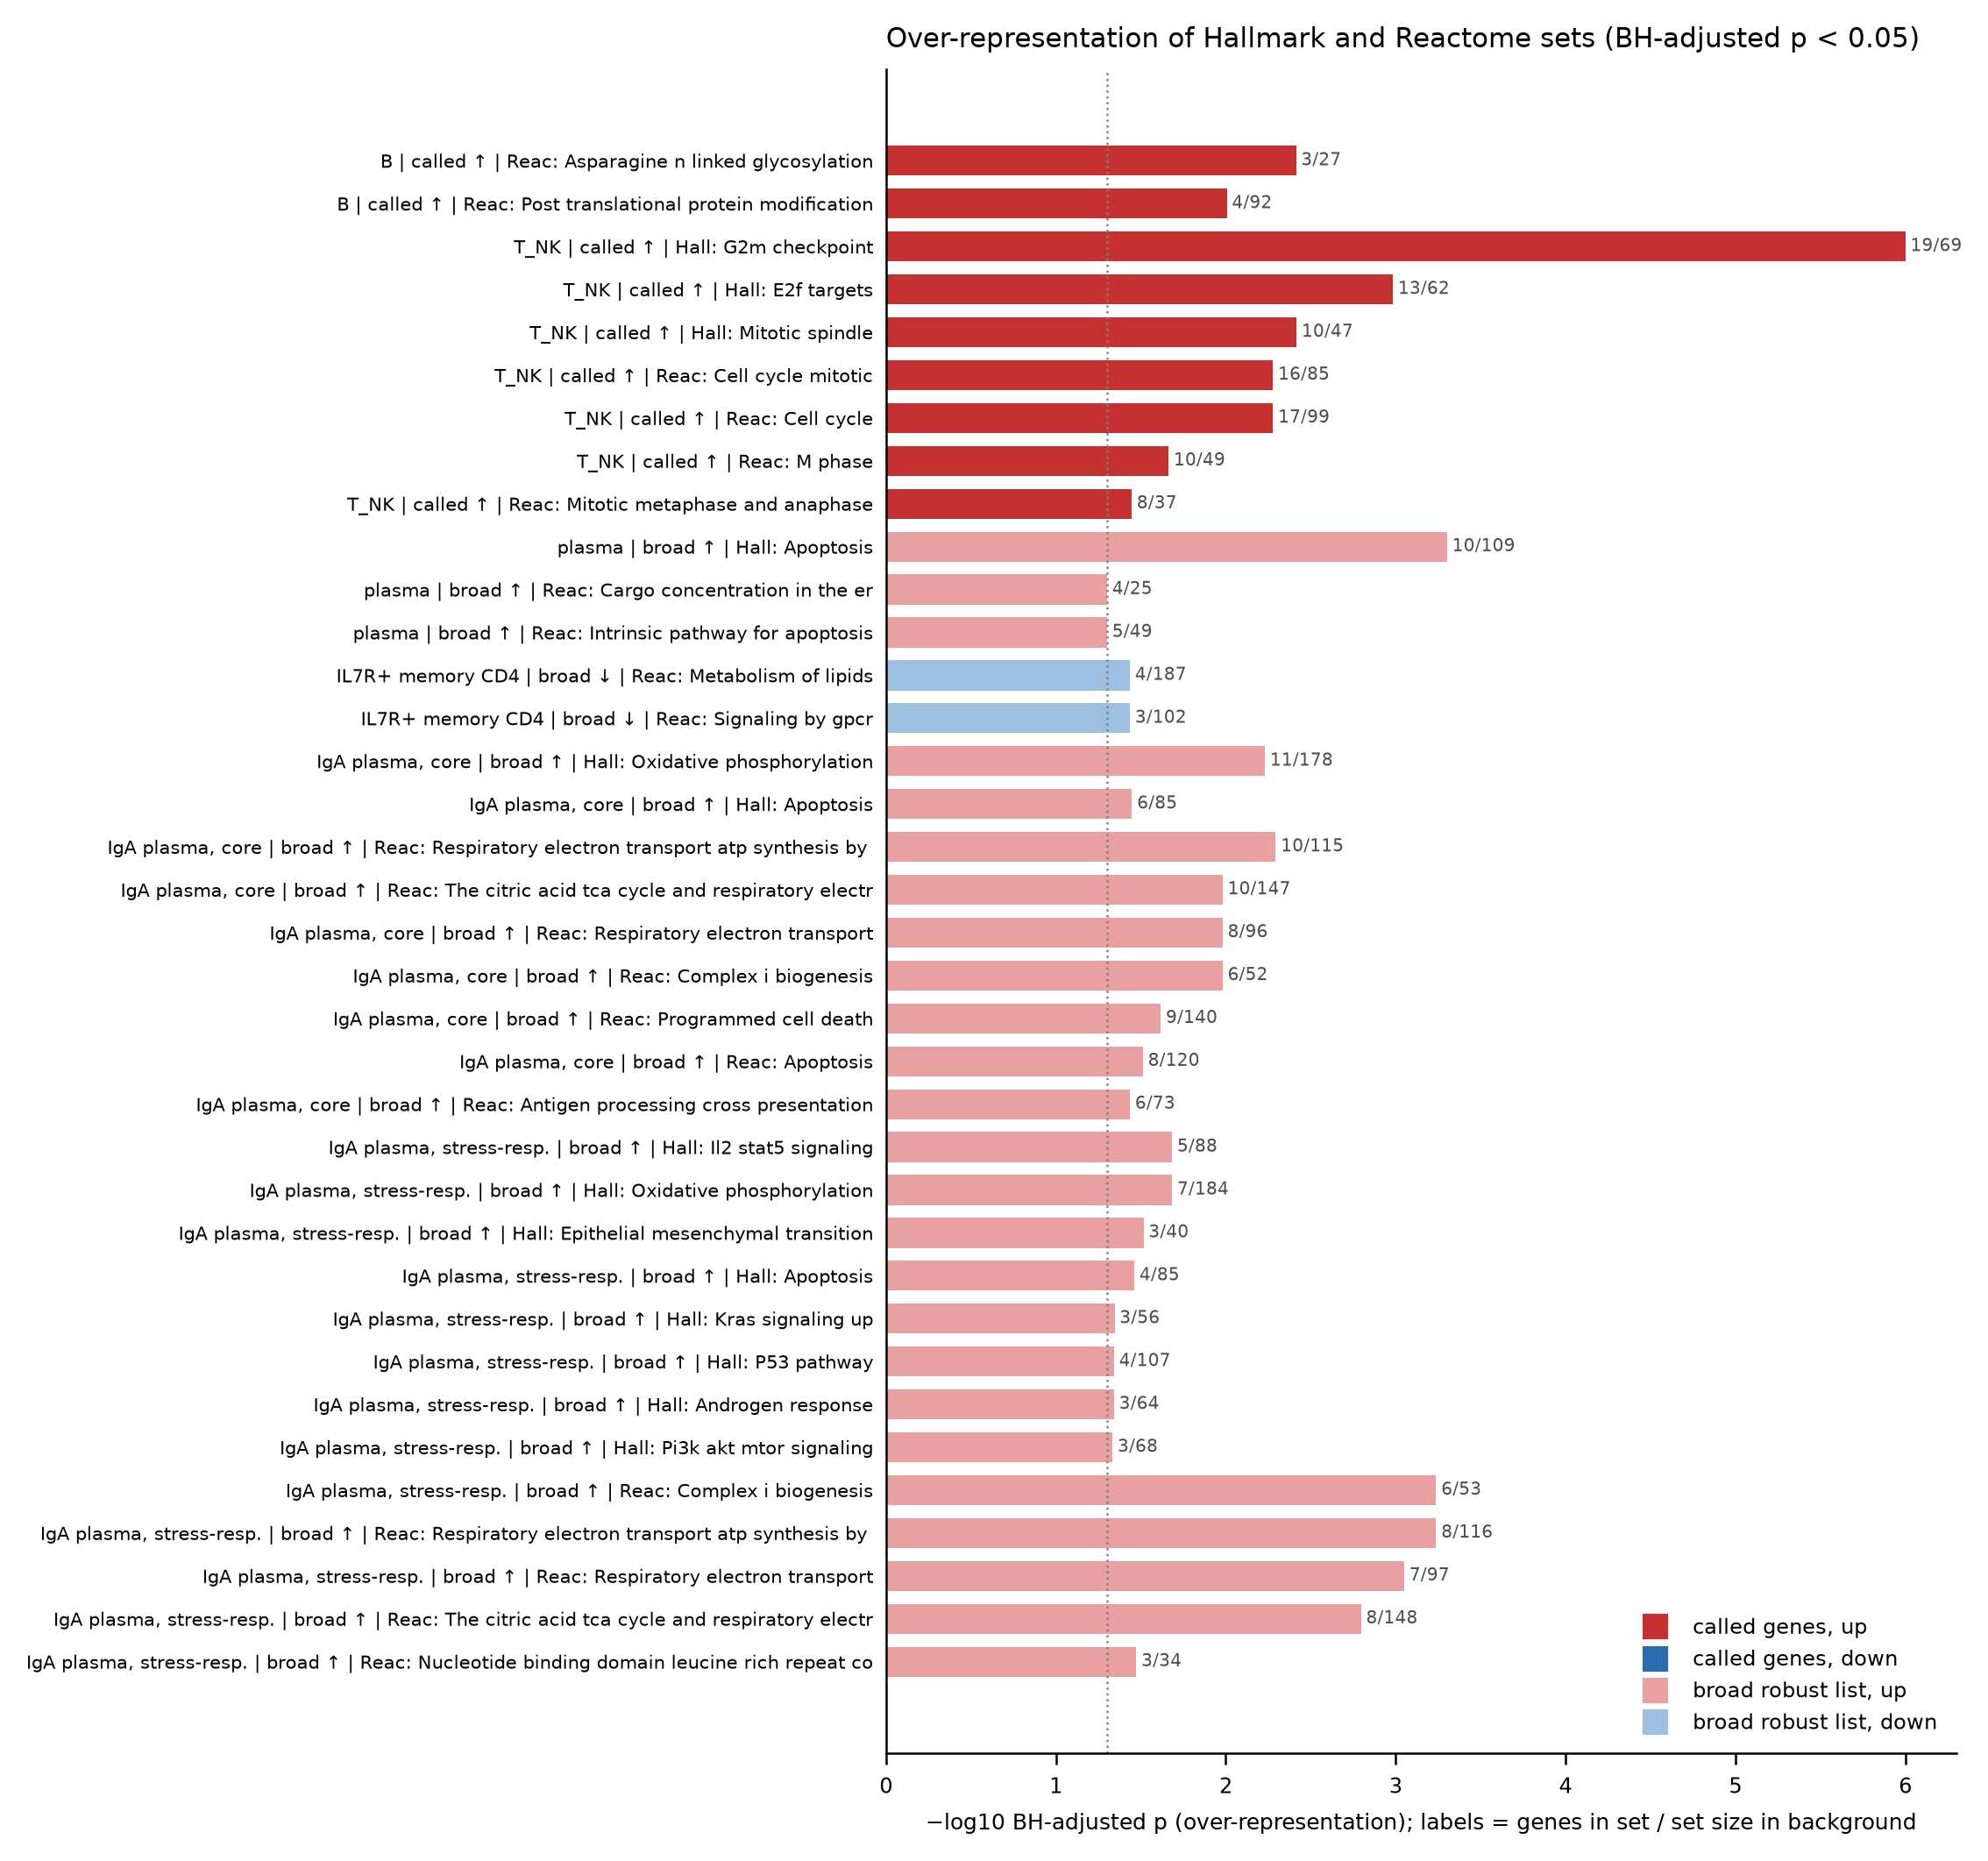 Over-representation of Hallmark and Reactome sets (BH-adjusted p < 0.05)
B | called ↑ | Reac: Asparagine n linked glycosylation 3/27
B | called ↑ | Reac: Post translational protein modification 4/92
T_NK | called ↑ | Hall: G2m checkpoint 19/69
T_NK | called ↑ | Hall: E2f targets 13/62
T_NK | called ↑ | Hall: Mitotic spindle 10/47
T_NK | called ↑ | Reac: Cell cycle mitotic 16/85
T_NK | called ↑ | Reac: Cell cycle 17/99
T_NK | called ↑ | Reac: M phase 10/49
T_NK | called ↑ | Reac: Mitotic metaphase and anaphase 8/37
plasma | broad ↑ | Hall: Apoptosis 10/109
plasma | broad ↑ | Reac: Cargo concentration in the er 4/25
plasma | broad ↑ | Reac: Intrinsic pathway for apoptosis 5/49
IL7R+ memory CD4 | broad ↓ | Reac: Metabolism of lipids 4/187
IL7R+ memory CD4 | broad ↓ | Reac: Signaling by gpcr 3/102
IgA plasma, core | broad ↑ | Hall: Oxidative phosphorylation 11/178
IgA plasma, core | broad ↑ | Hall: Apoptosis 6/85
IgA plasma, core | broad ↑ | Reac: Respiratory electron transport atp synthesis by 10/115
IgA plasma, core | broad ↑ | Reac: The citric acid tca cycle and respiratory electr 10/147
IgA plasma, core | broad ↑ | Reac: Respiratory electron transport 8/96
IgA plasma, core | broad ↑ | Reac: Complex i biogenesis 6/52
IgA plasma, core | broad ↑ | Reac: Programmed cell death 9/140
IgA plasma, core | broad ↑ | Reac: Apoptosis 8/120
IgA plasma, core | broad ↑ | Reac: Antigen processing cross presentation 6/73
IgA plasma, stress-resp. | broad ↑ | Hall: Il2 stat5 signaling 5/88
IgA plasma, stress-resp. | broad ↑ | Hall: Oxidative phosphorylation 7/184
IgA plasma, stress-resp. | broad ↑ | Hall: Epithelial mesenchymal transition 3/40
IgA plasma, stress-resp. | broad ↑ | Hall: Apoptosis 4/85
IgA plasma, stress-resp. | broad ↑ | Hall: Kras signaling up 3/56
IgA plasma, stress-resp. | broad ↑ | Hall: P53 pathway 4/107
IgA plasma, stress-resp. | broad ↑ | Hall: Androgen response 3/64
IgA plasma, stress-resp. | broad ↑ | Hall: Pi3k akt mtor signaling 3/68
IgA plasma, stress-resp. | broad ↑ | Reac: Complex i biogenesis 6/53
IgA plasma, stress-resp. | broad ↑ | Reac: Respiratory electron transport atp synthesis by 8/116
IgA plasma, stress-resp. | broad ↑ | Reac: Respiratory electron transport 7/97
IgA plasma, stress-resp. | broad ↑ | Reac: The citric acid tca cycle and respiratory electr 8/148
IgA plasma, stress-resp. | broad ↑ | Reac: Nucleotide binding domain leucine rich repeat co 3/34
called genes, up
called genes, down
broad robust list, up
broad robust list, down
0 1 2 3 4 5 6
−log10 BH-adjusted p (over-representation); labels = genes in set / set size in background